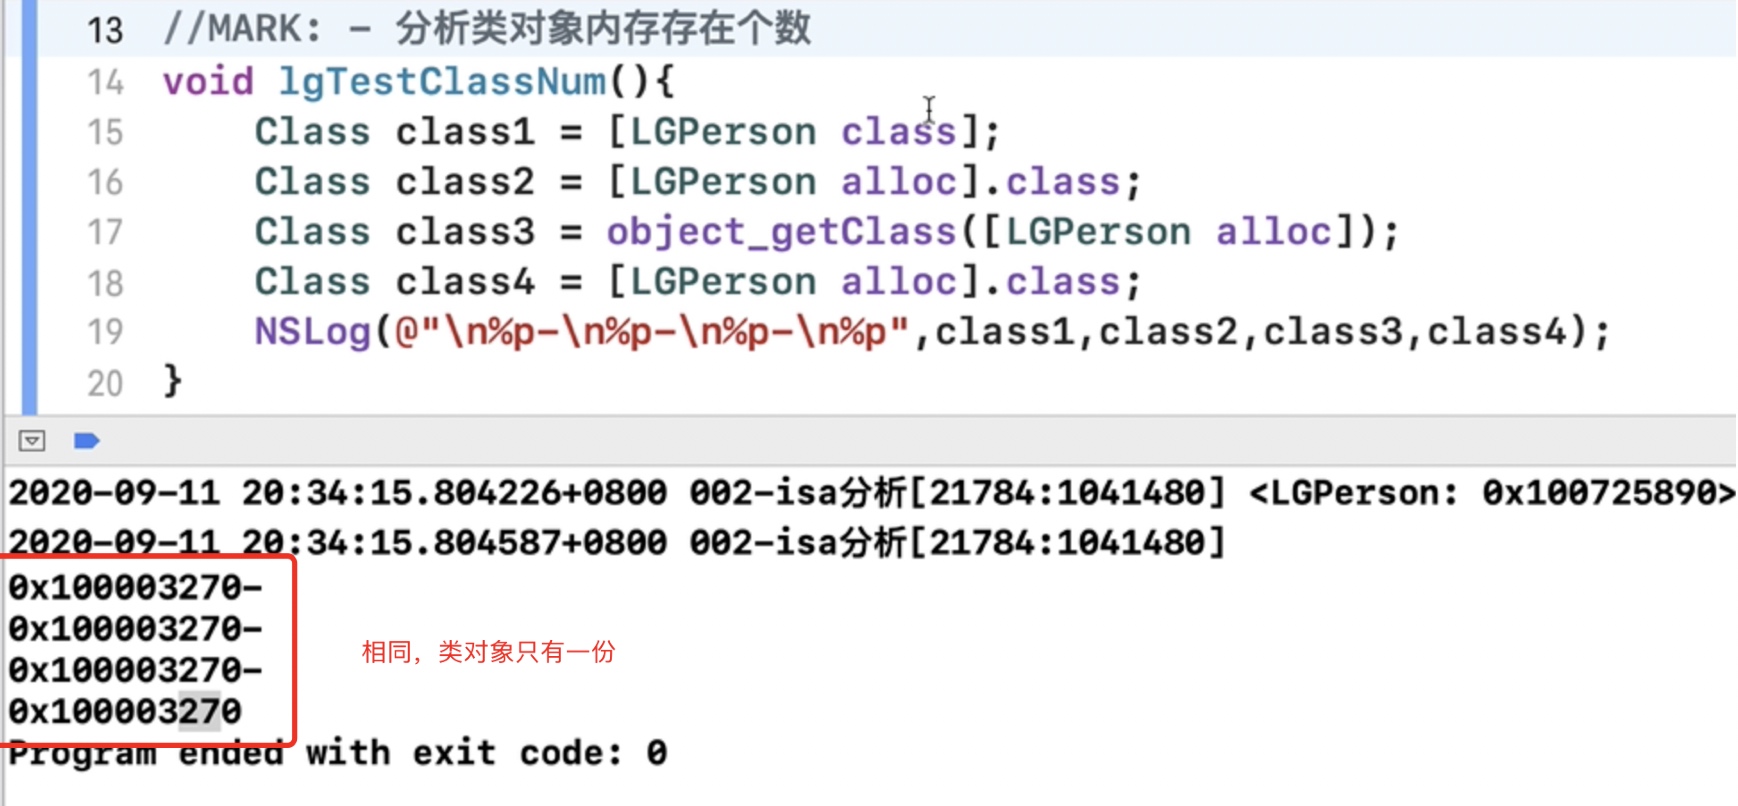 13 //MARK: - 分析类对象内存存在个数
14 void lgTestClassNum(){
15 Class class1 = [LGPerson class];
16 Class class2 = [LGPerson alloc].class;
17 Class class3 = object_getClass([LGPerson alloc]);
18 Class class4 = [LGPerson alloc].class;
19 NSLog(@"\n%p-\n%p-\n%p-\n%p",class1,class2,class3,class4);
20 }
2020-09-11 20:34:15.804226+0800 002-isa分析[21784:1041480] <LGPerson: 0x100725890>
2020-09-11 20:34:15.804587+0800 002-isa分析[21784:1041480]
0x100003270-
0x100003270-
0x100003270-
0x100003270
相同，类对象只有一份
Program ended with exit code: 0